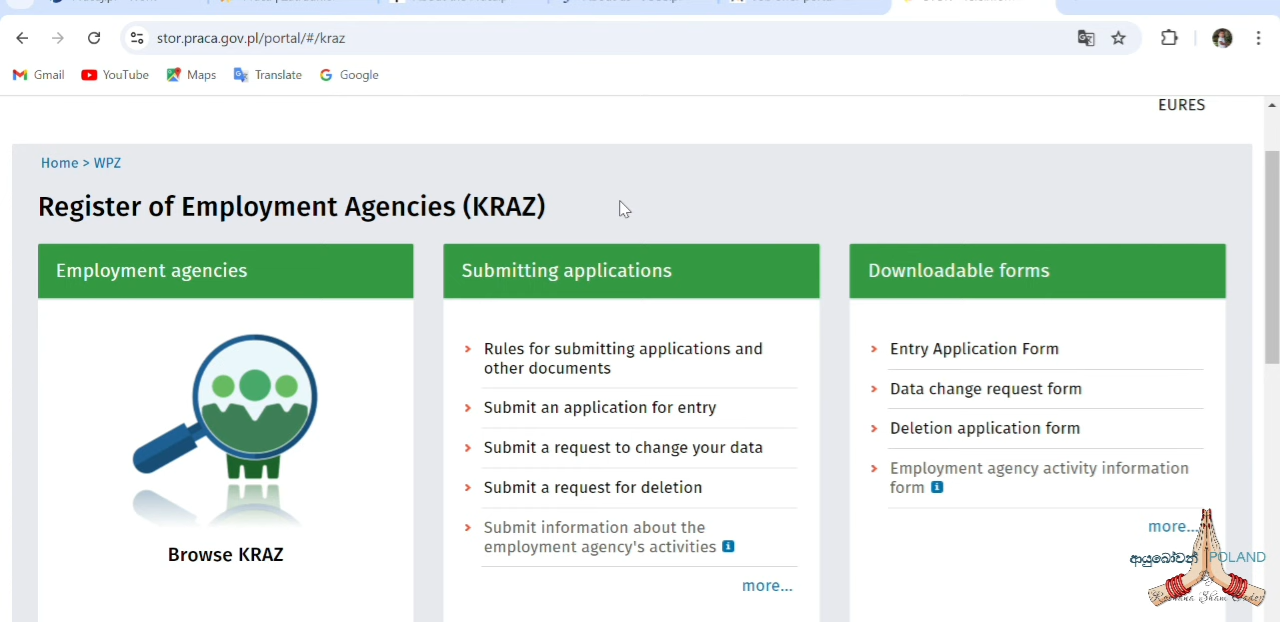 stor.praca.gov.pl/portal/#/kraz
Gmail
YouTube
Maps
Translate
Google
EURES
Home > WPZ
Register of Employment Agencies (KRAZ)
Employment agencies
Browse KRAZ
Submitting applications
Rules for submitting applications and
other documents
Submit an application for entry
Submit a request to change your data
Submit a request for deletion
Submit information about the
employment agency's activities
more...
Downloadable forms
Entry Application Form
Data change request form
Deletion application form
Employment agency activity information
form
more...
ආයුබෝවන් POLAND